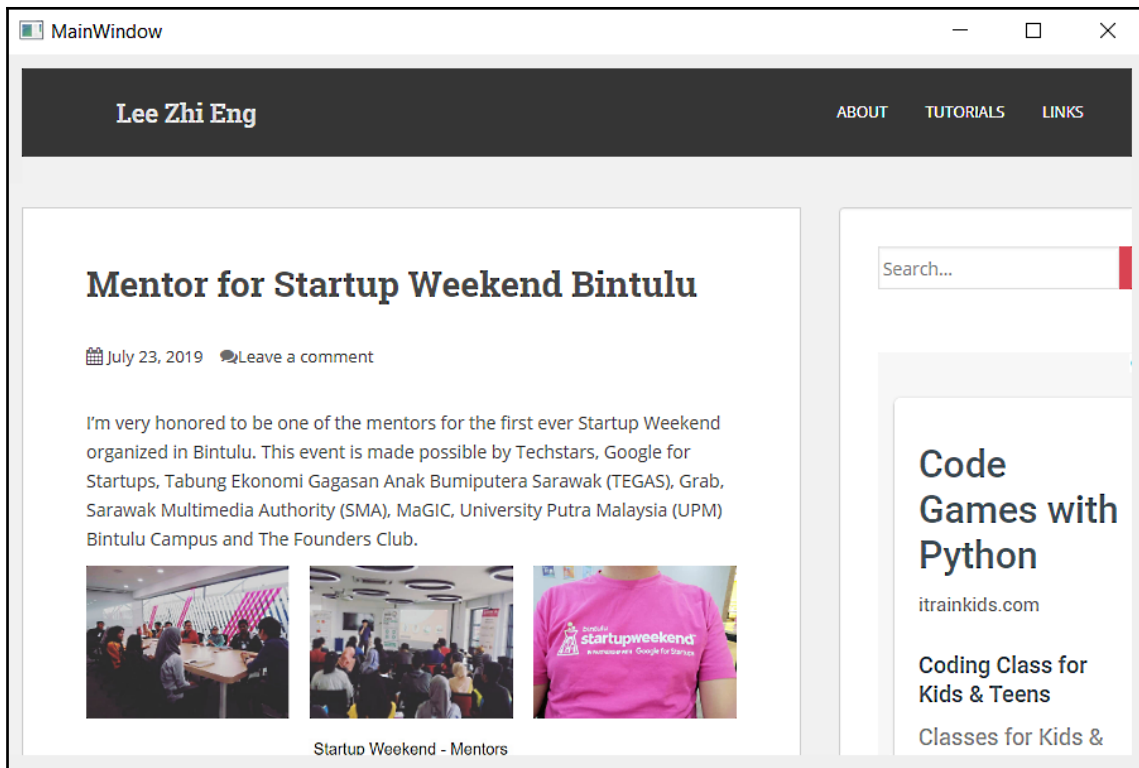 MainWindow
Lee Zhi Eng
ABOUT TUTORIALS LINKS
Mentor for Startup Weekend Bintulu
July 23, 2019 Leave a comment
I'm very honored to be one of the mentors for the first ever Startup Weekend
organized in Bintulu. This event is made possible by Techstars, Google for
Startups, Tabung Ekonomi Gagasan Anak Bumiputera Sarawak (TEGAS), Grab,
Sarawak Multimedia Authority (SMA), MaGIC, University Putra Malaysia (UPM)
Bintulu Campus and The Founders Club.
bintulu
startupweekend
IN PARTNERSHIP WITH Google for Startups
Startup Weekend - Mentors
Search...
Code
Games with
Python
itrainkids.com
Coding Class for
Kids & Teens
Classes for Kids &